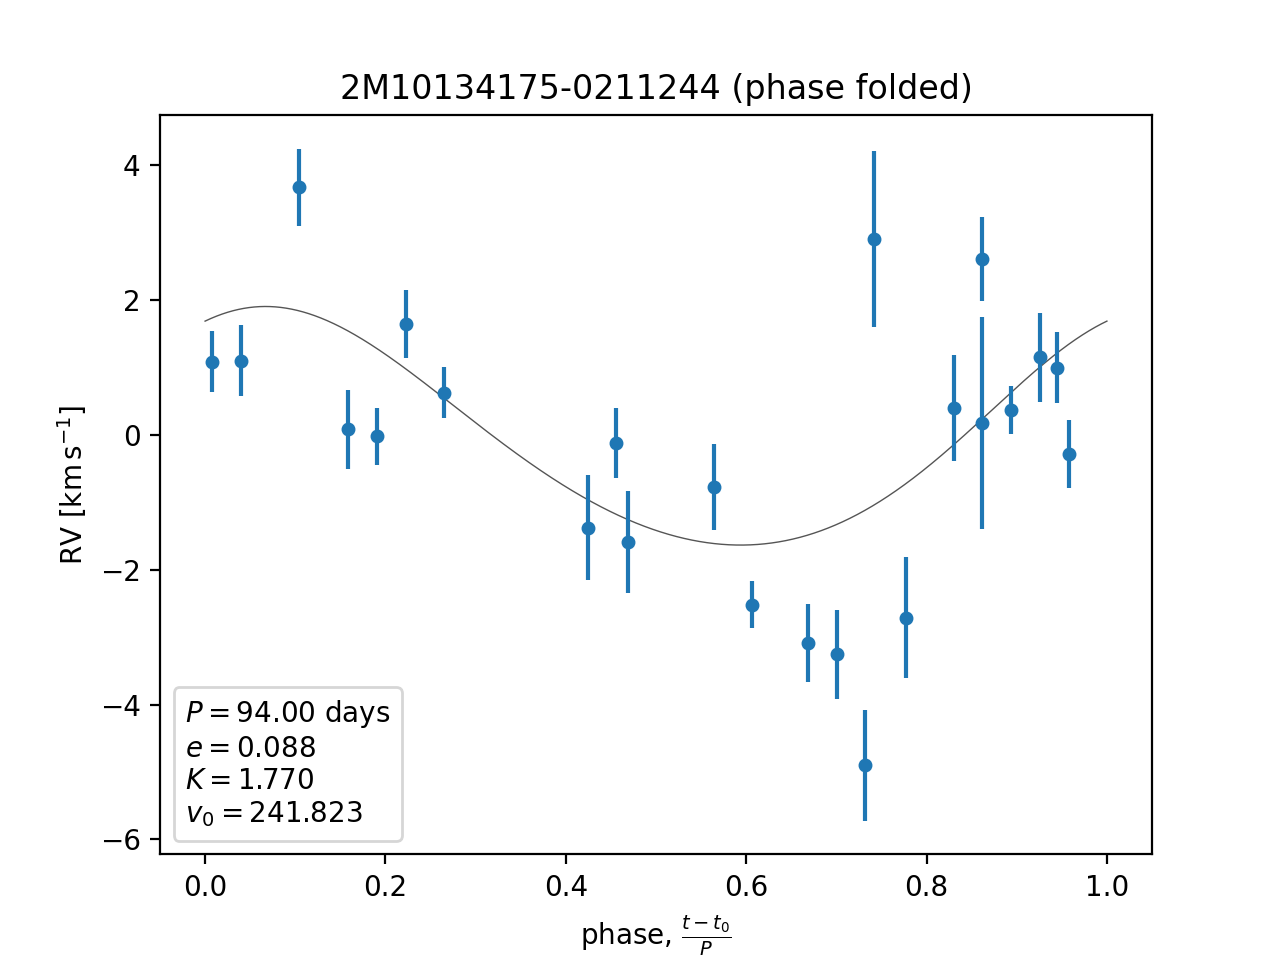 2M10134175-0211244 (phase folded)
RV [km s⁻¹]
4
2
0
−2
−4
−6
P = 94.00 days
e = 0.088
K = 1.770
v₀ = 241.823
0.0 0.2 0.4 0.6 0.8 1.0
phase, (t − t₀)/P